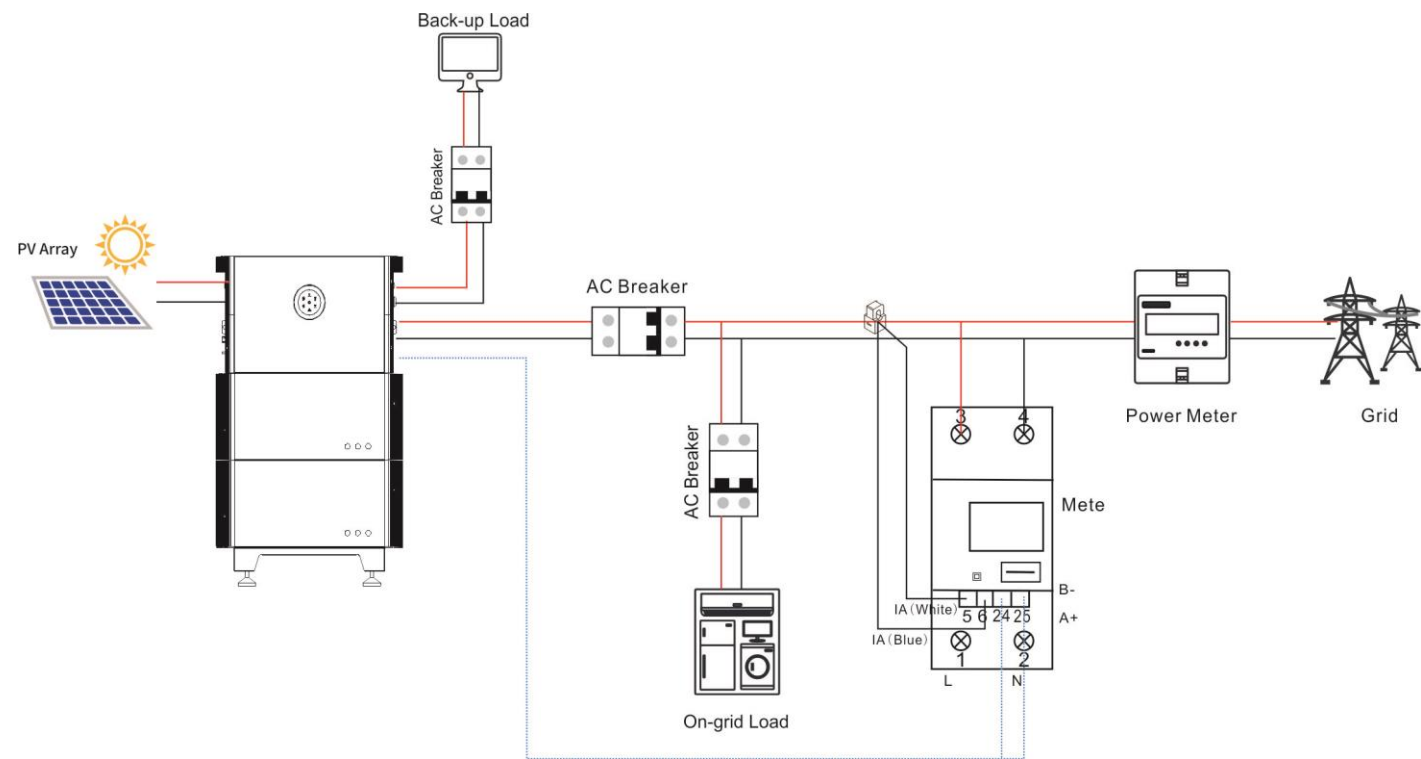 Back-up Load
AC Breaker
PV Array
AC Breaker
Power Meter
Grid
3 4
AC Breaker
Mete
B-
IA (White)
5 6 24 25
A+
IA (Blue)
1 2
L N
On-grid Load